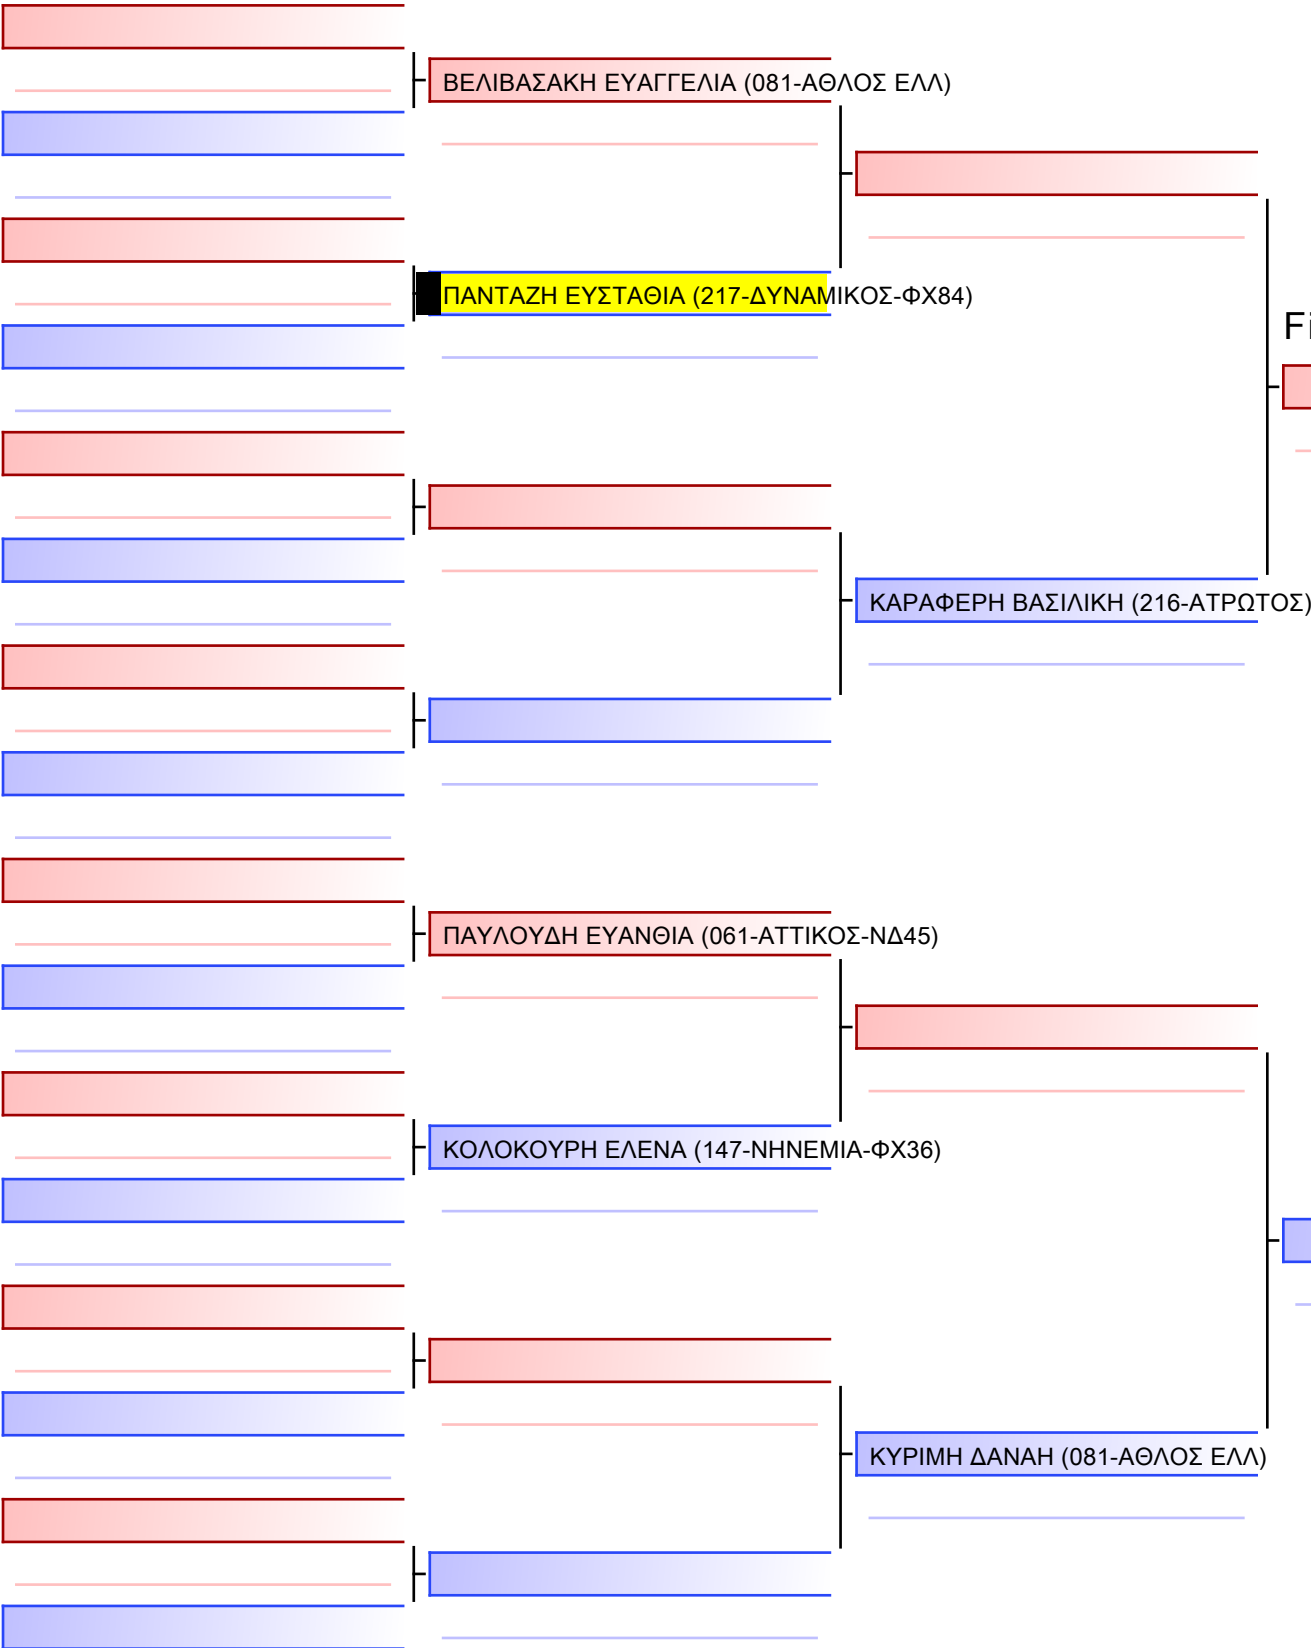 ΒΕΛΙΒΑΣΑΚΗ ΕΥΑΓΓΕΛΙΑ (081-ΑΘΛΟΣ ΕΛΛ)
ΠΑΝΤΑΖΗ ΕΥΣΤΑΘΙΑ (217-ΔΥΝΑΜΙΚΟΣ-ΦΧ84)
Fi
ΚΑΡΑΦΕΡΗ ΒΑΣΙΛΙΚΗ (216-ΑΤΡΩΤΟΣ)
ΠΑΥΛΟΥΔΗ ΕΥΑΝΘΙΑ (061-ΑΤΤΙΚΟΣ-ΝΔ45)
ΚΟΛΟΚΟΥΡΗ ΕΛΕΝΑ (147-ΝΗΝΕΜΙΑ-ΦΧ36)
ΚΥΡΙΜΗ ΔΑΝΑΗ (081-ΑΘΛΟΣ ΕΛΛ)